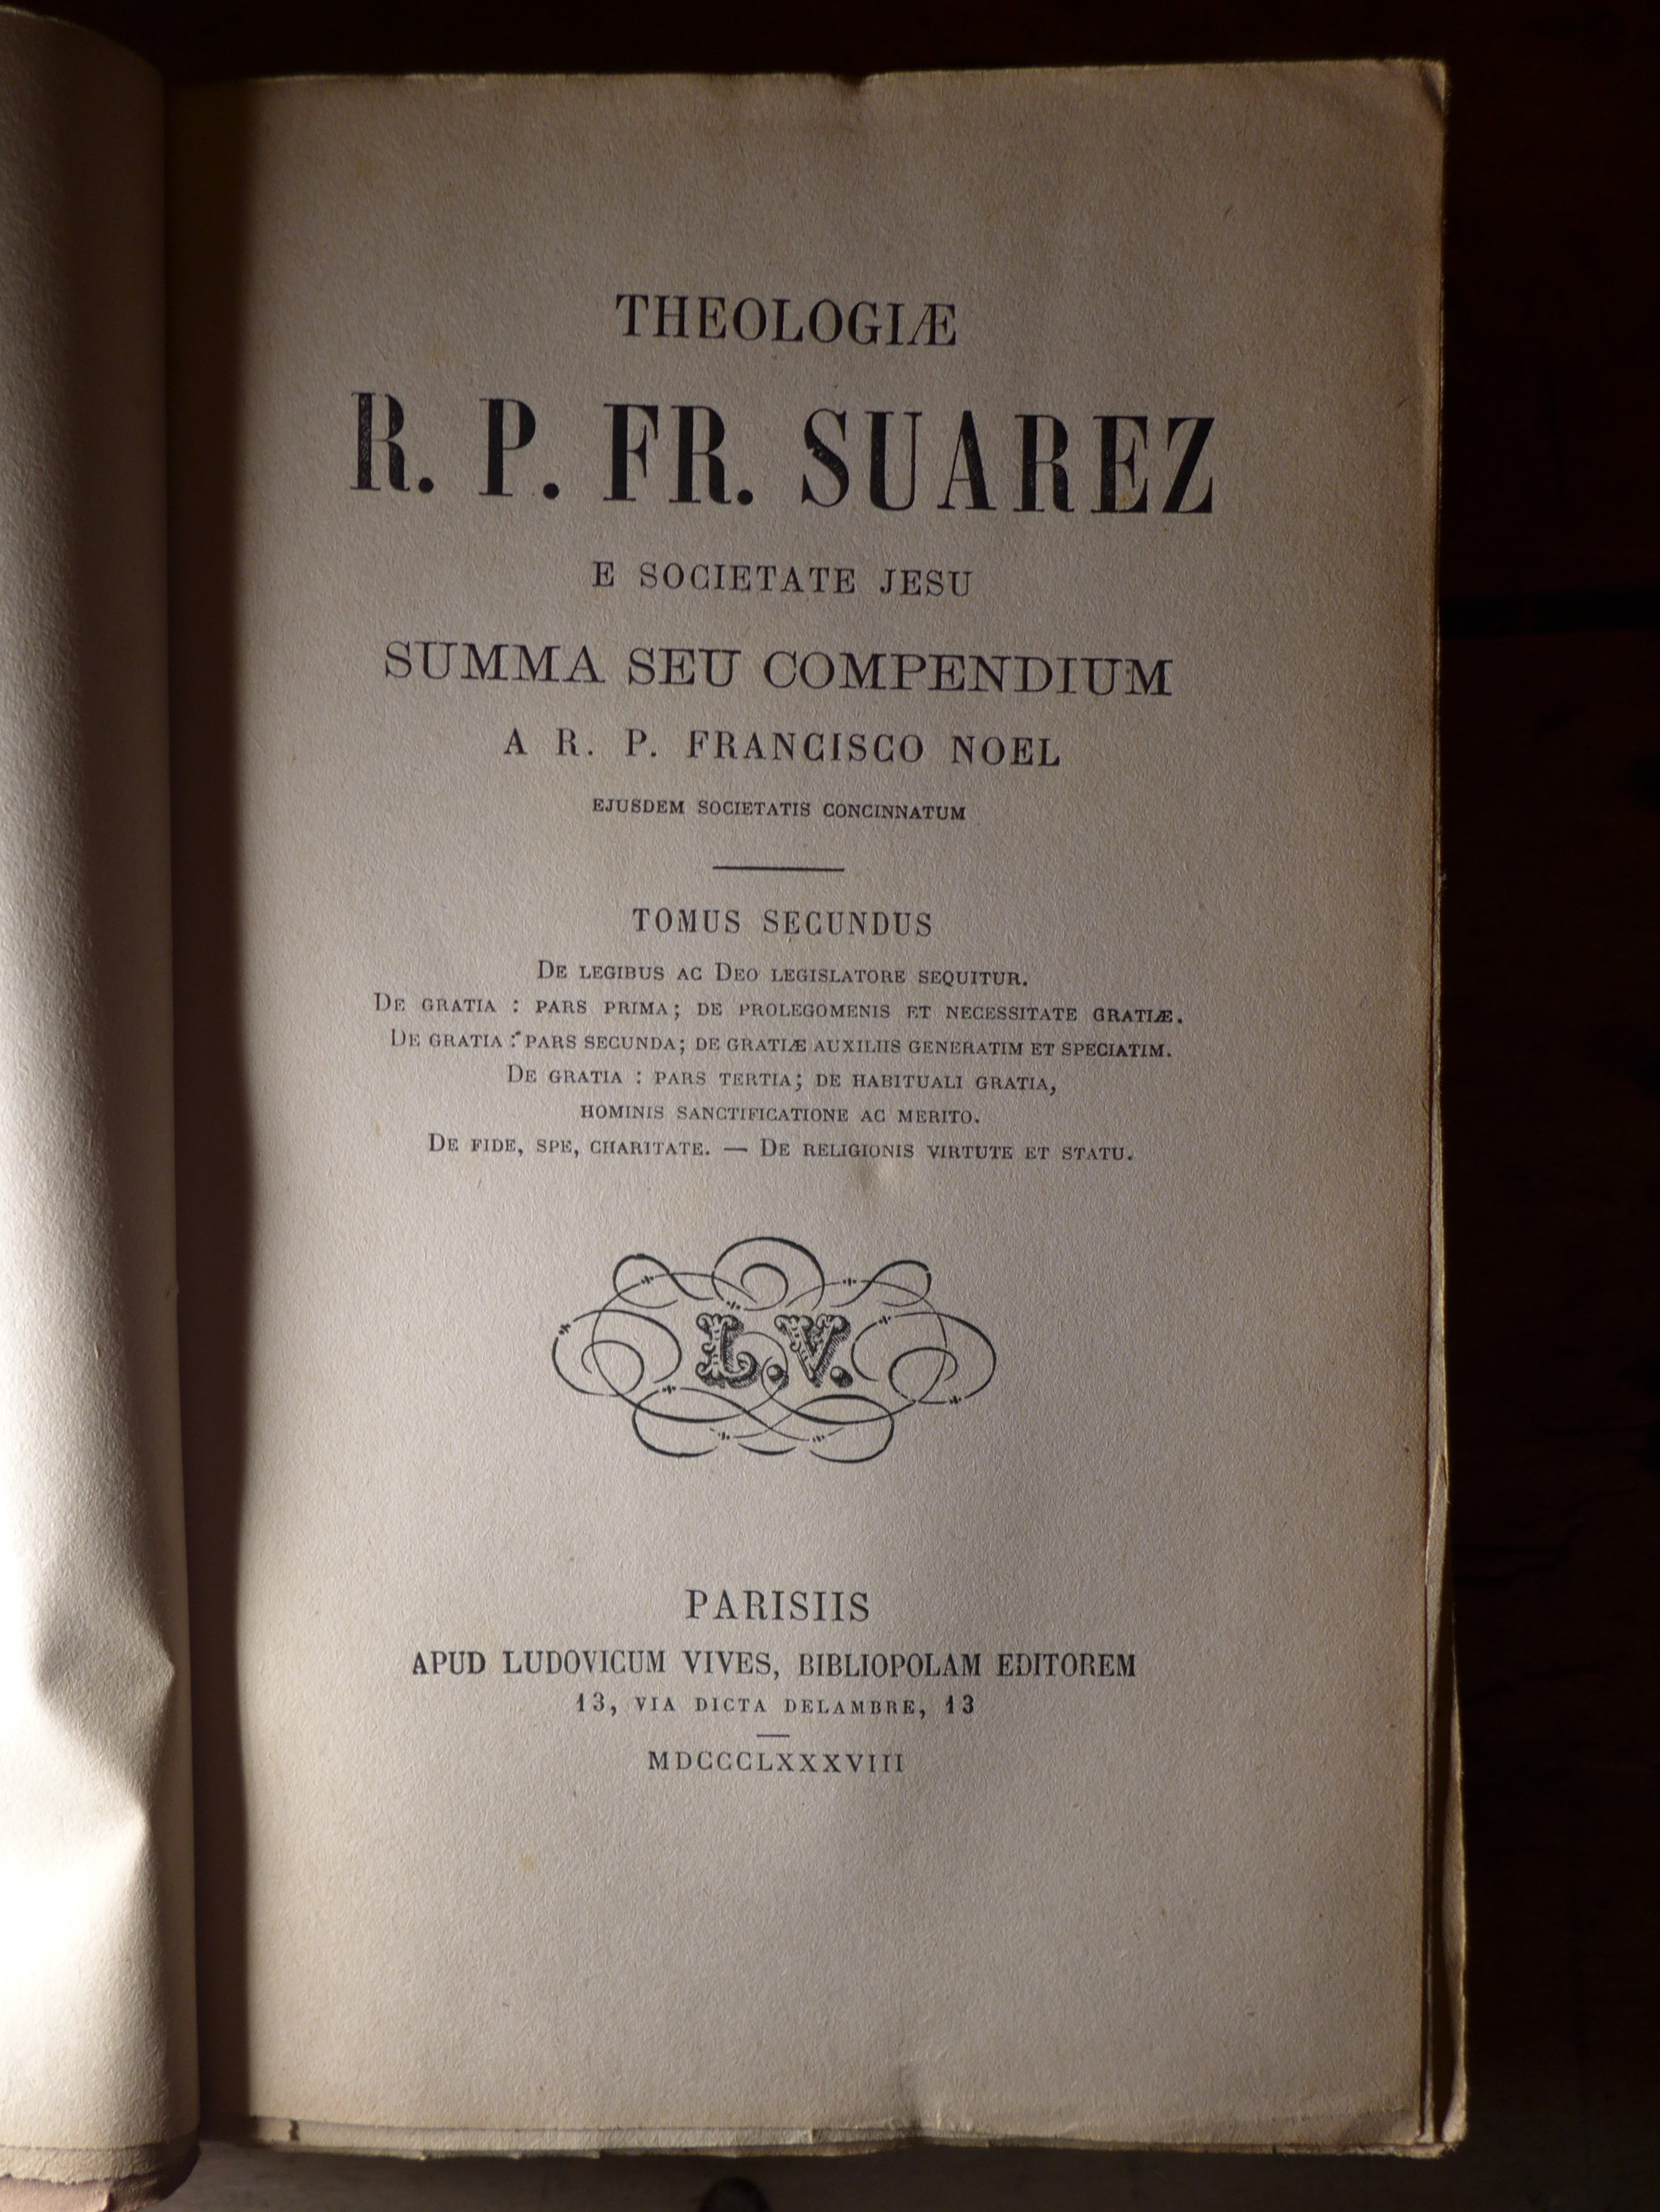 THEOLOGIÆ
R. P. FR. SUAREZ
E SOCIETATE JESU
SUMMA SEU COMPENDIUM
A R. P. FRANCISCO NOEL
EJUSDEM SOCIETATIS CONCINNATUM
TOMUS SECUNDUS
DE LEGIBUS AC DEO LEGISLATORE SEQUITUR.
DE GRATIA : PARS PRIMA; DE PROLEGOMENIS ET NECESSITATE GRATIÆ.
DE GRATIA : PARS SECUNDA; DE GRATIÆ AUXILIIS GENERATIM ET SPECIATIM.
DE GRATIA : PARS TERTIA; DE HABITUALI GRATIA,
HOMINIS SANCTIFICATIONE AC MERITO.
DE FIDE, SPE, CHARITATE. — DE RELIGIONIS VIRTUTE ET STATU.
L.V.
PARISIIS
APUD LUDOVICUM VIVES, BIBLIOPOLAM EDITOREM
13, VIA DICTA DELAMBRE, 13
MDCCCLXXXVIII